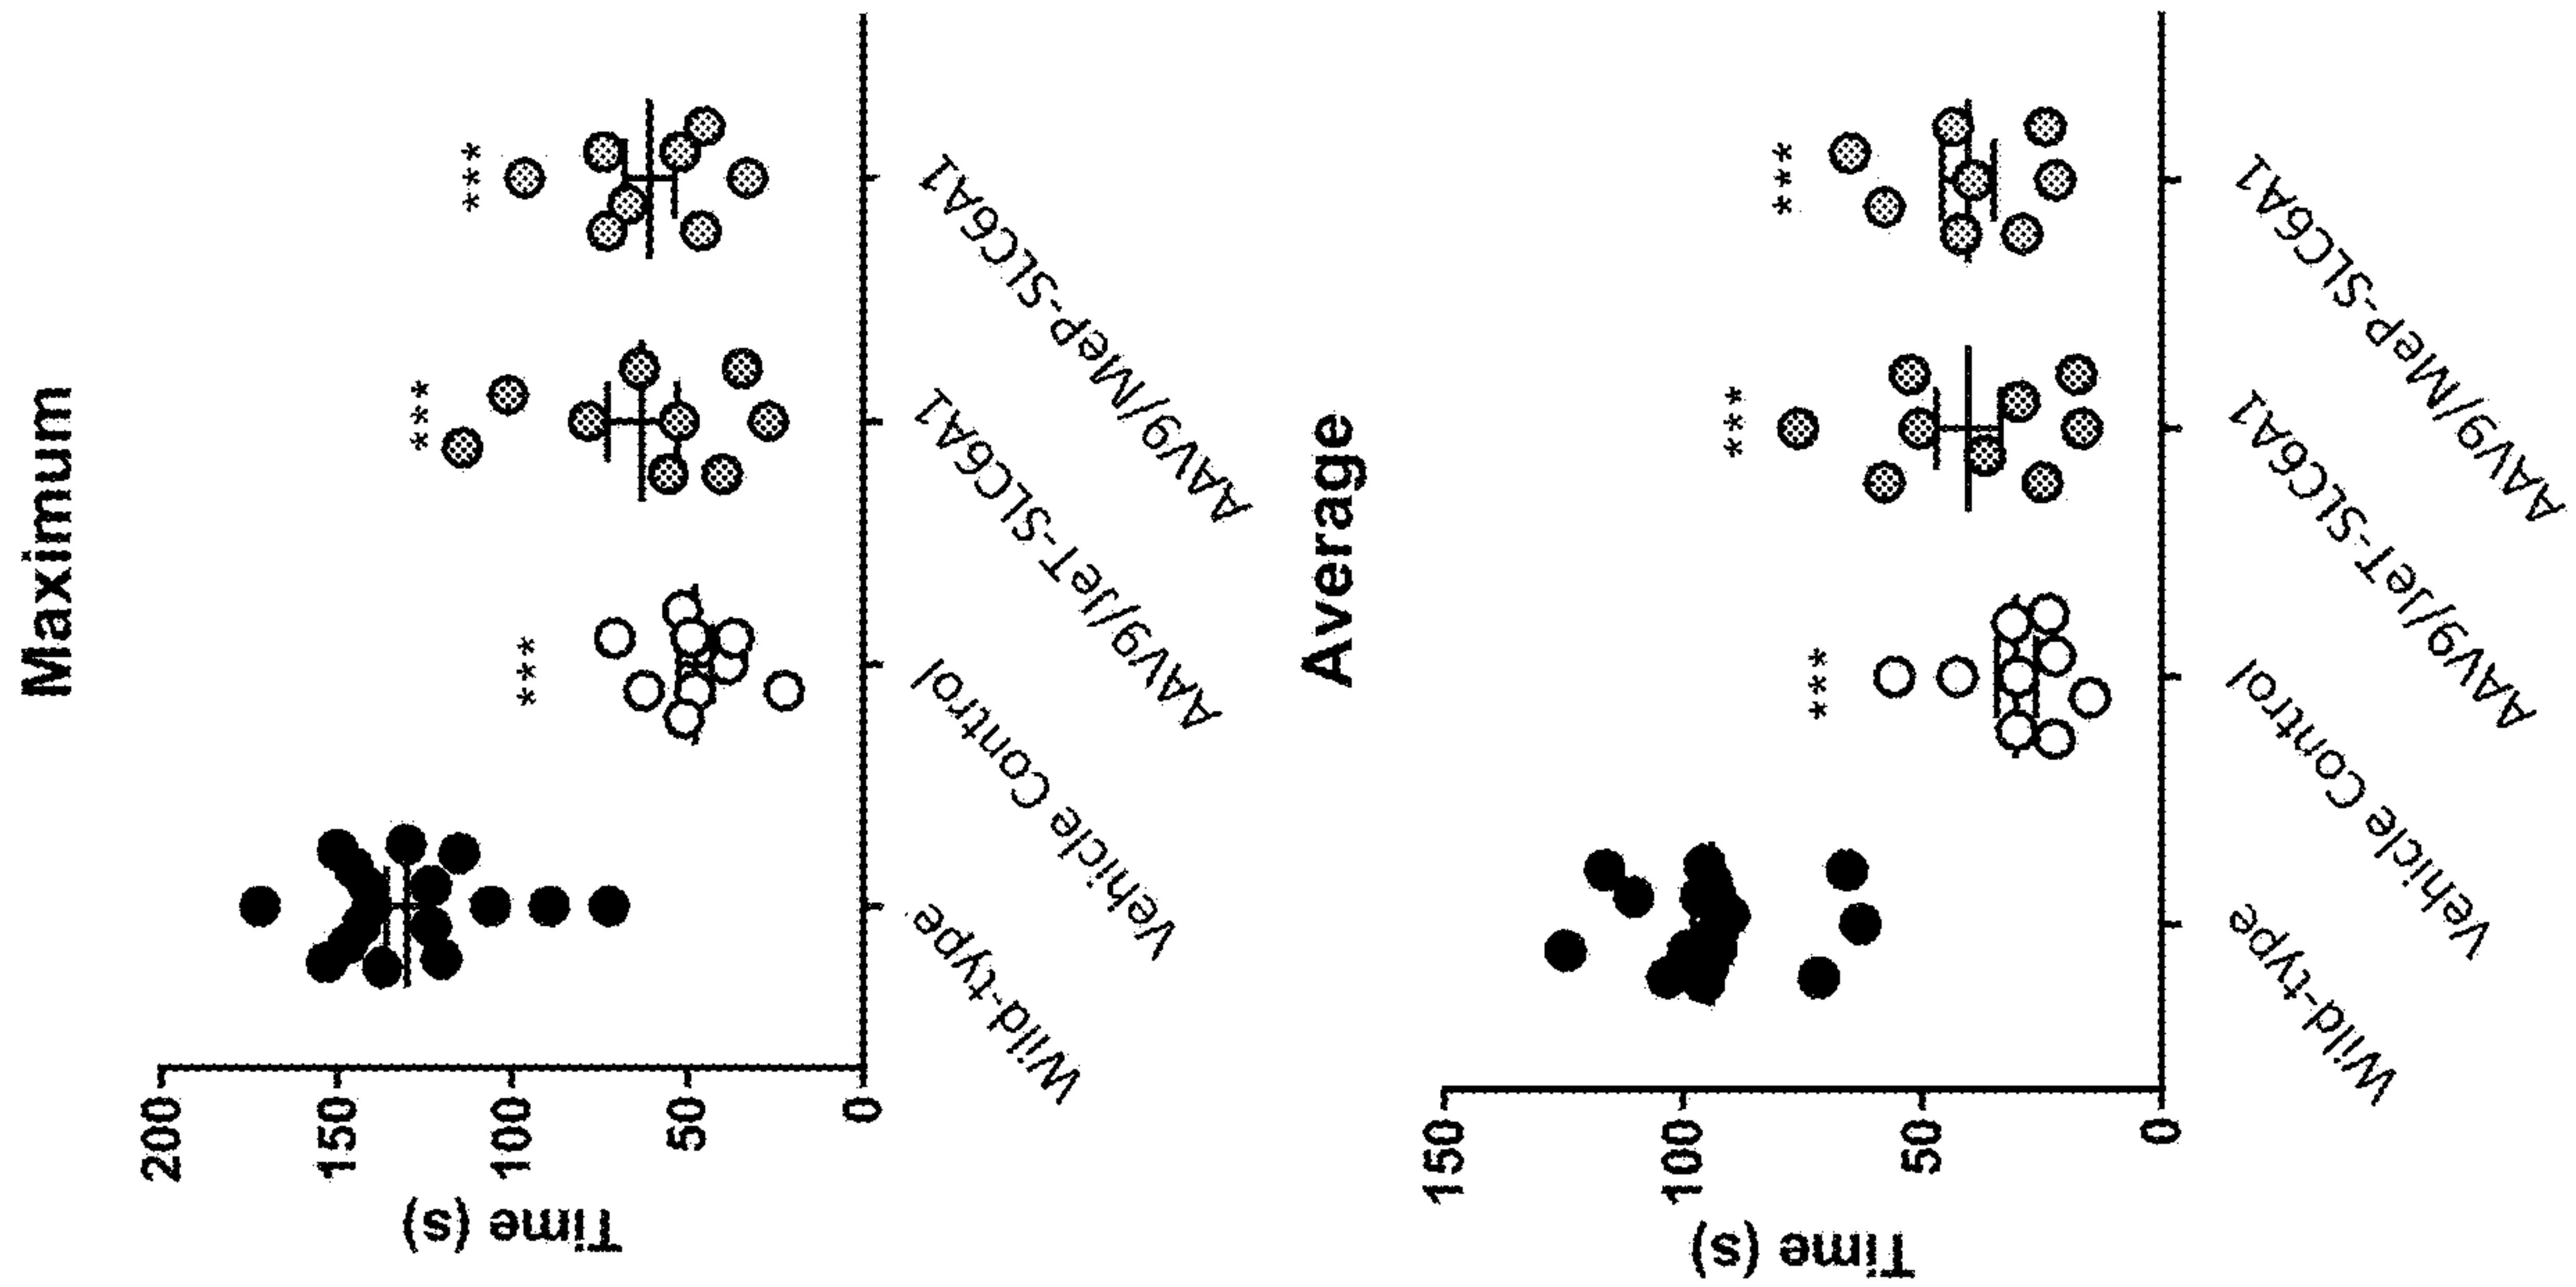 Maximum
Time (s)
200
150
100
50
0
***
***
***
Wild-type
Vehicle Control
AAV9/JeT-SLC6A1
AAV9/MeP-SLC6A1
Average
Time (s)
150
100
50
0
***
***
***
Wild-type
Vehicle Control
AAV9/JeT-SLC6A1
AAV9/MeP-SLC6A1